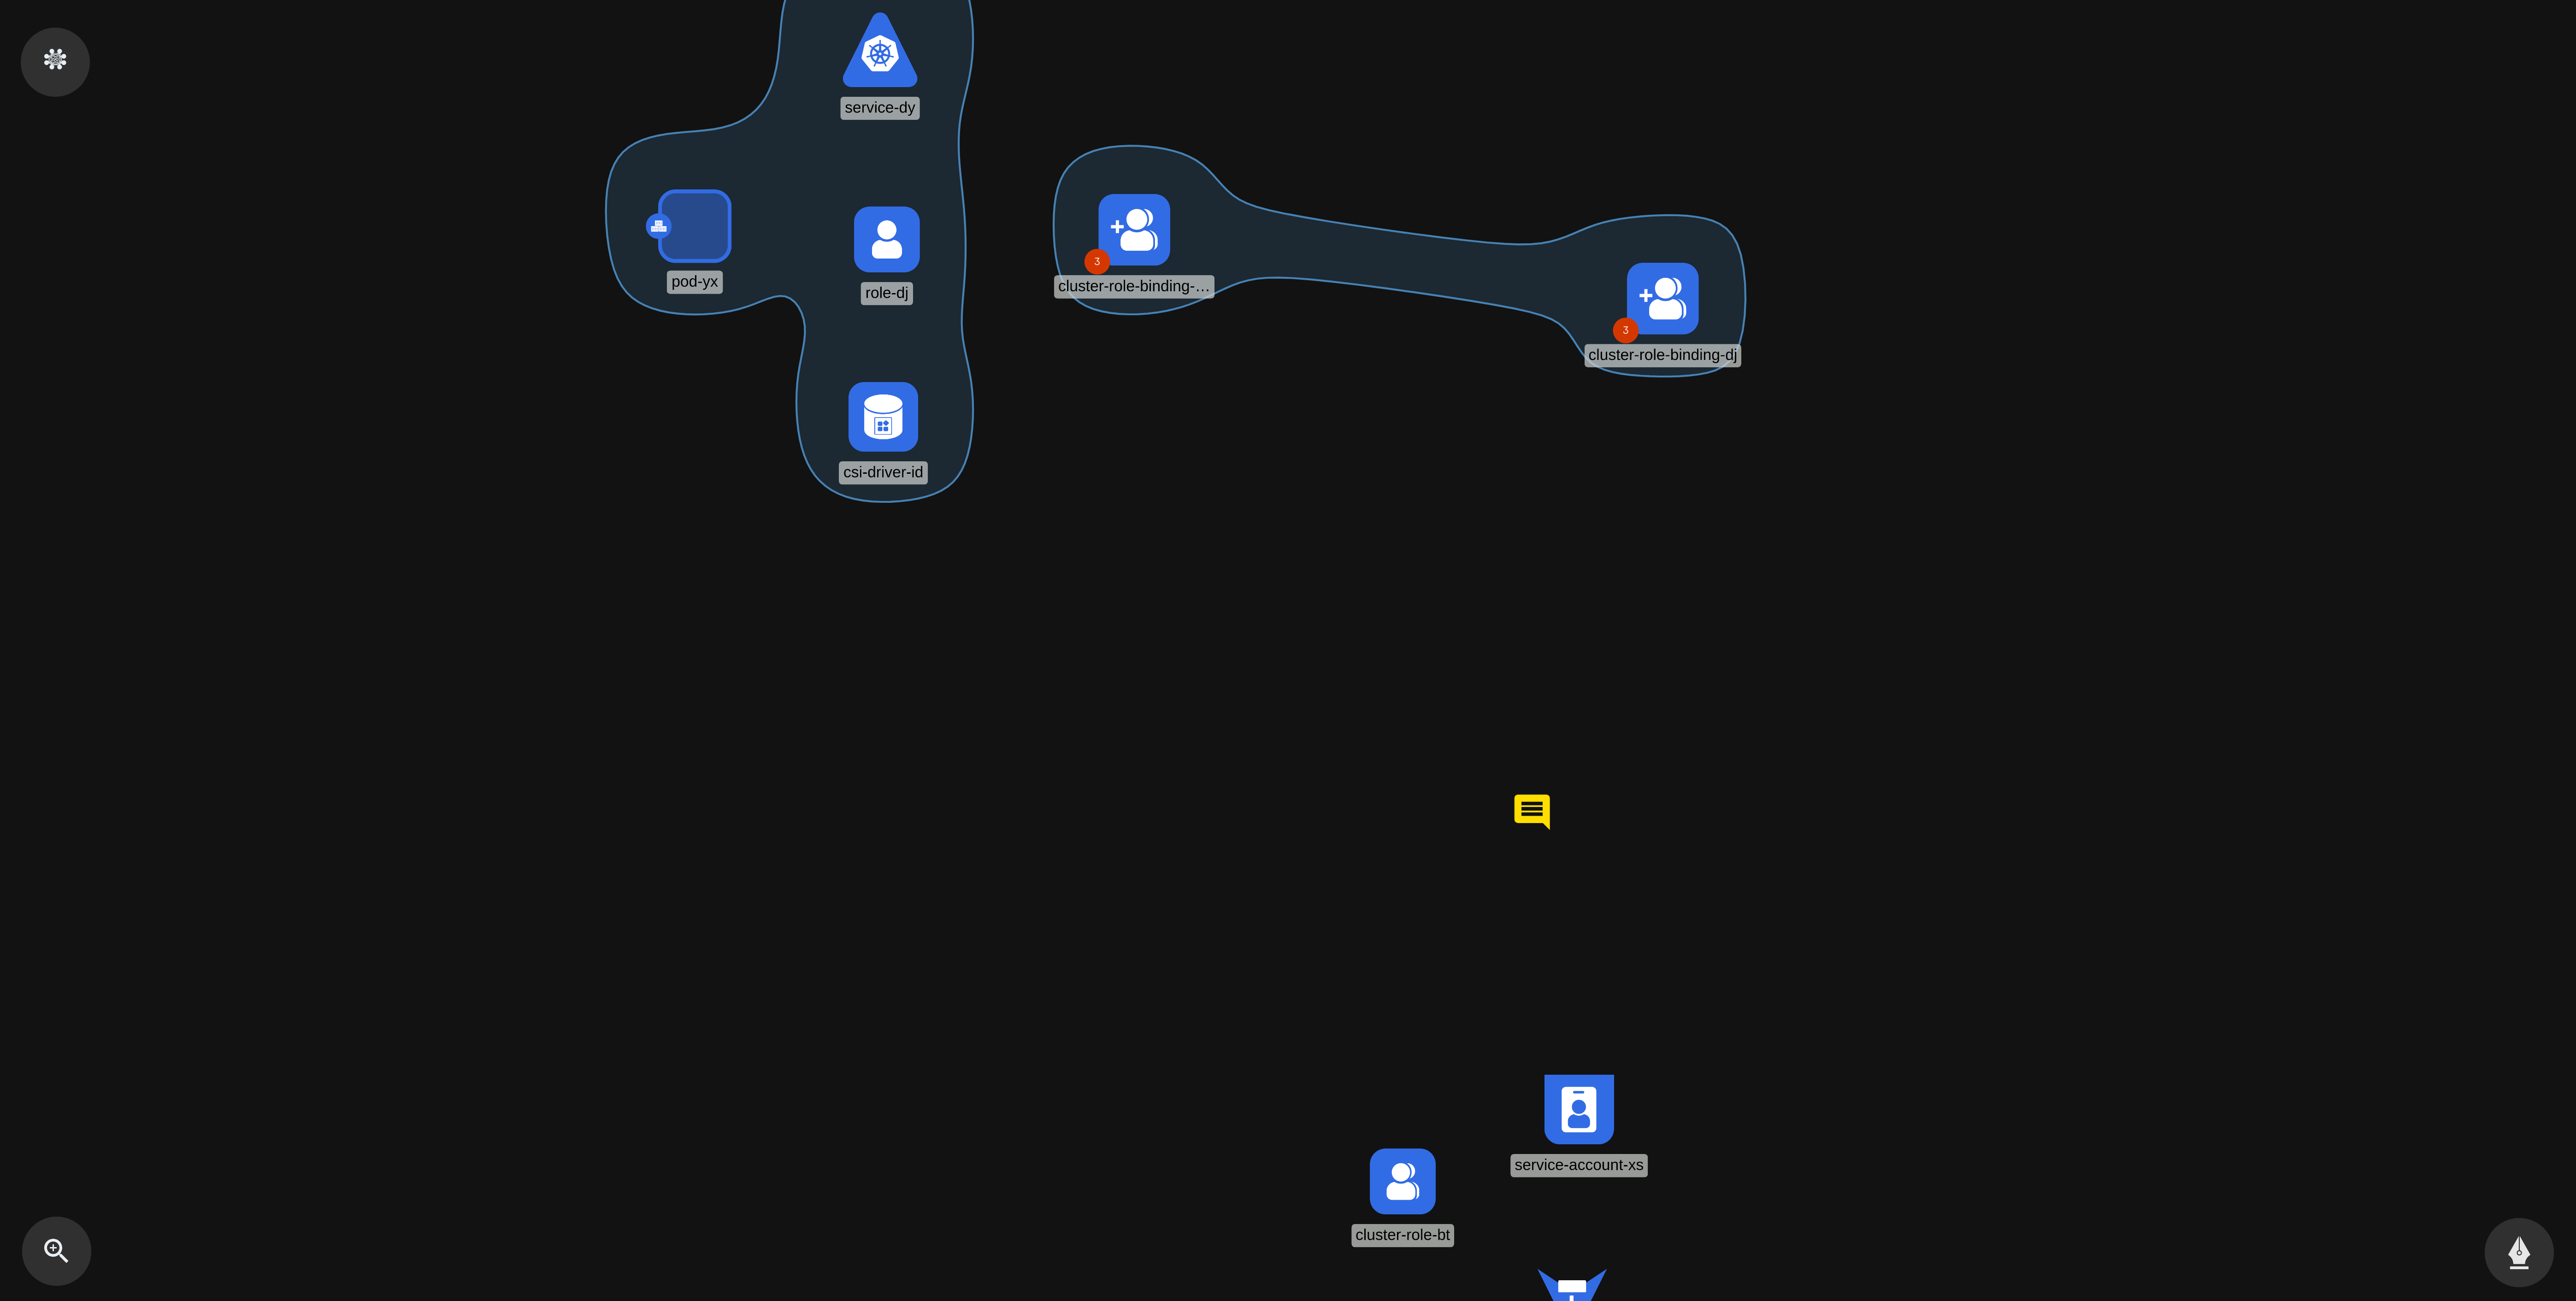 service-dy
pod-yx
role-dj
csi-driver-id
3
cluster-role-binding-...
3
cluster-role-binding-dj
service-account-xs
cluster-role-bt